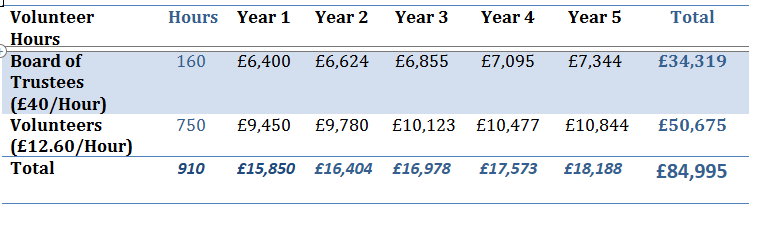 Volunteer Hours Year 1 Year 2 Year 3 Year 4 Year 5 Total
Hours
Board of 160 £6,400 £6,624 £6,855 £7,095 £7,344 £34,319
Trustees
(£40/Hour)
Volunteers 750 £9,450 £9,780 £10,123 £10,477 £10,844 £50,675
(£12.60/Hour)
Total 910 £15,850 £16,404 £16,978 £17,573 £18,188 £84,995